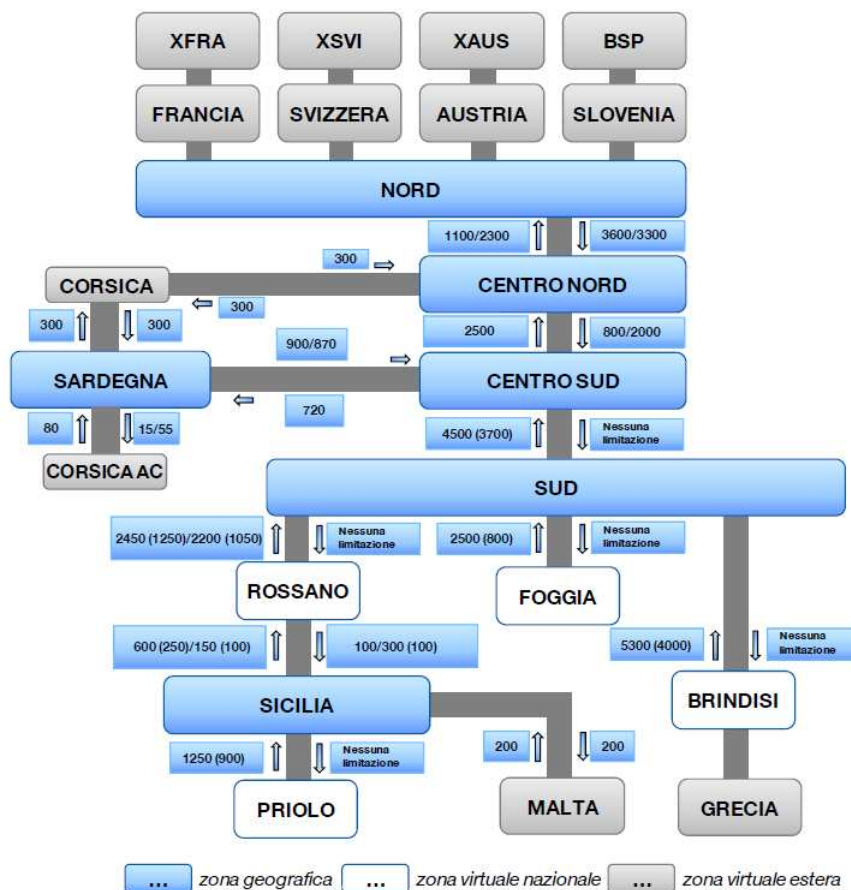 XFRA XSVI XAUS BSP
FRANCIA SVIZZERA AUSTRIA SLOVENIA
NORD
1100/2300 3600/3300
300
CORSICA CENTRO NORD
300
300 300 2500 800/2000
900/870
SARDEGNA CENTRO SUD
720
80 15/55 4500 (3700) Nessuna
limitazione
CORSICA AC
SUD
2450 (1250)/2200 (1050) Nessuna
limitazione 2500 (800) Nessuna
limitazione
ROSSANO FOGGIA
600 (250)/150 (100) 100/300 (100) 5300 (4000) Nessuna
limitazione
SICILIA BRINDISI
1250 (900) Nessuna
limitazione 200 200
PRIOLO MALTA GRECIA
... zona geografica ... zona virtuale nazionale ... zona virtuale estera